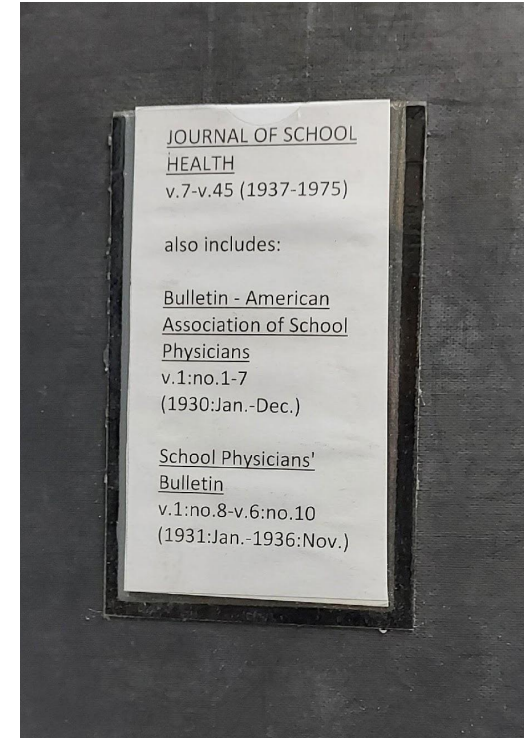 JOURNAL OF SCHOOL
HEALTH
v.7-v.45 (1937-1975)
also includes:
Bulletin - American
Association of School
Physicians
v.1:no.1-7
(1930:Jan.-Dec.)
School Physicians'
Bulletin
v.1:no.8-v.6:no.10
(1931:Jan.-1936:Nov.)